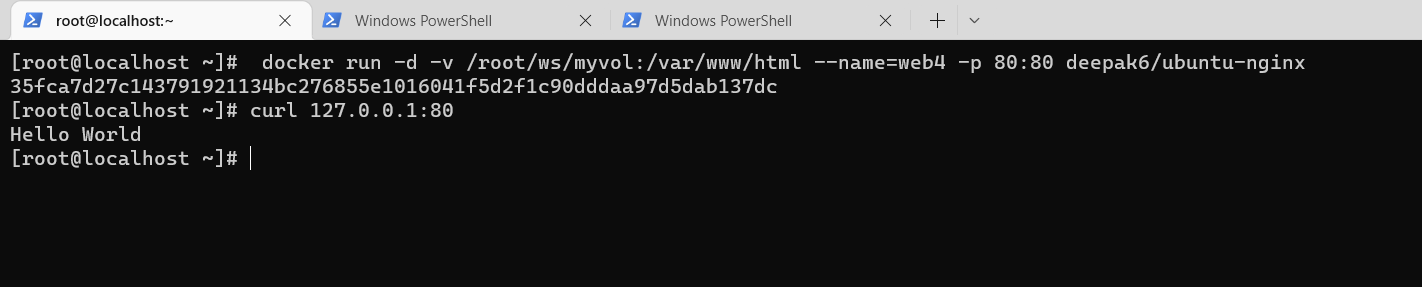 root@localhost:~
Windows PowerShell
Windows PowerShell
[root@localhost ~]#  docker run -d -v /root/ws/myvol:/var/www/html --name=web4 -p 80:80 deepak6/ubuntu-nginx
35fca7d27c143791921134bc276855e1016041f5d2f1c90dddaa97d5dab137dc
[root@localhost ~]# curl 127.0.0.1:80
Hello World
[root@localhost ~]#